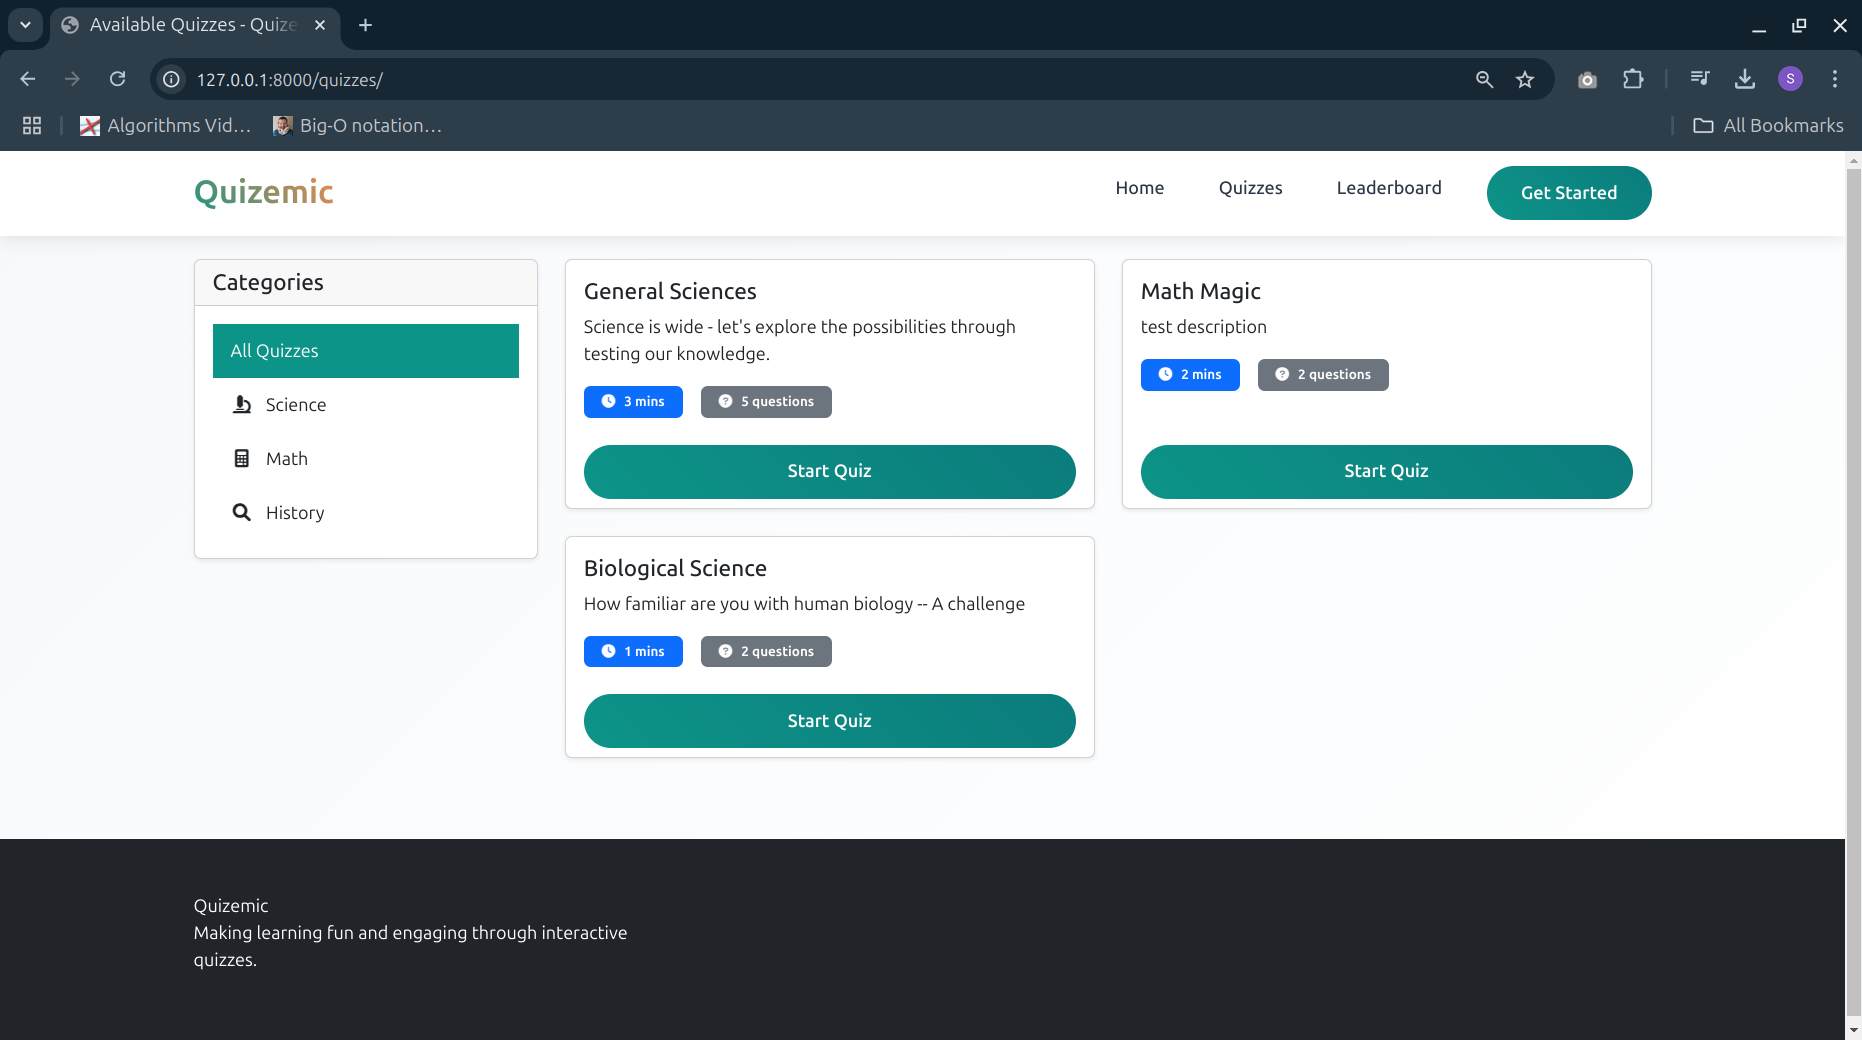 Available Quizzes - Quize
127.0.0.1:8000/quizzes/
S
Algorithms Vid...
Big-O notation...
All Bookmarks
Quizemic
Home
Quizzes
Leaderboard
Get Started
Categories
All Quizzes
Science
Math
History
General Sciences
Science is wide - let's explore the possibilities through
testing our knowledge.
3 mins
5 questions
Start Quiz
Math Magic
test description
2 mins
2 questions
Start Quiz
Biological Science
How familiar are you with human biology -- A challenge
1 mins
2 questions
Start Quiz
Quizemic
Making learning fun and engaging through interactive
quizzes.